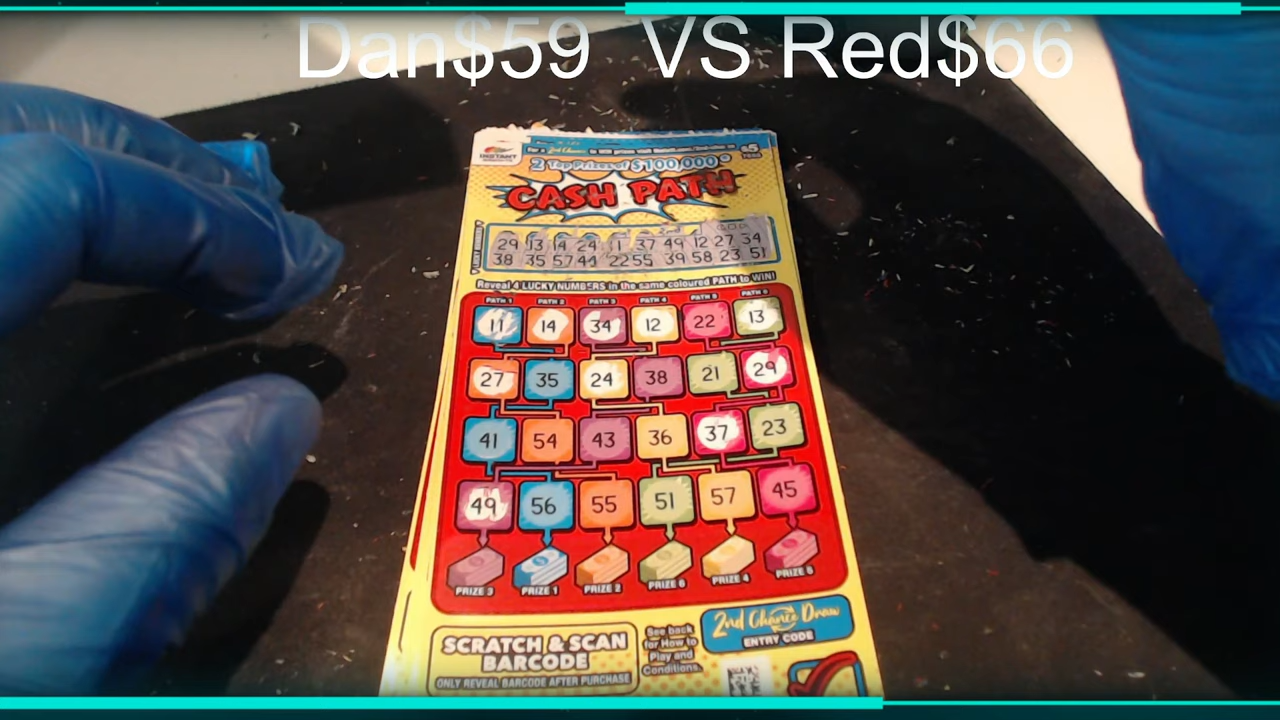 Dan$59 VS Red$66
$5
2 Top Prizes of $100,000*
INSTANT
CASH PATH
29 13 14 24 11 37 49 12 27 34
38 35 57 44 22 55 39 58 23 51
Reveal 4 LUCKY NUMBERS in the same coloured PATH to WIN!
PATH 1 PATH 2 PATH 3 PATH 4 PATH 5 PATH 6
11 14 34 12 22 13
27 35 24 38 21 29
41 54 43 36 37 23
49 56 55 51 57 45
PRIZE 3 PRIZE 1 PRIZE 2 PRIZE 6 PRIZE 4 PRIZE 5
SCRATCH & SCAN
BARCODE
ONLY REVEAL BARCODE AFTER PURCHASE
See back
for How to
Play and
Conditions.
2nd Chance Draw
ENTRY CODE